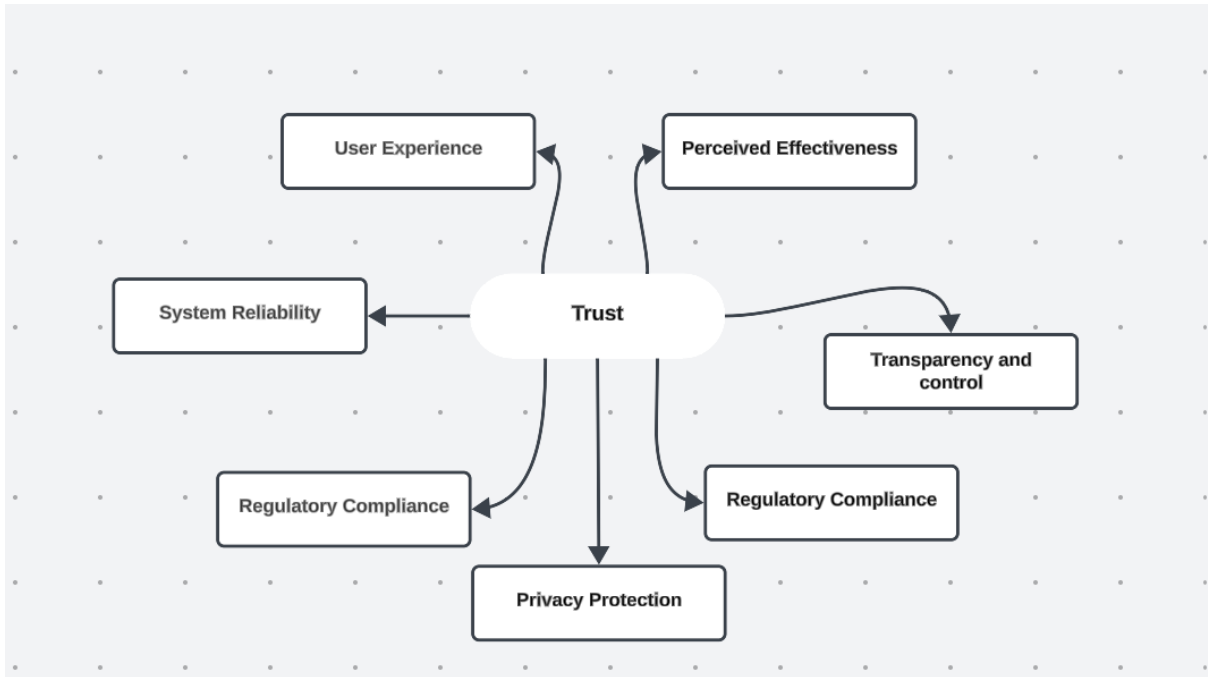 User Experience
Perceived Effectiveness
System Reliability
Trust
Transparency and
control
Regulatory Compliance
Regulatory Compliance
Privacy Protection